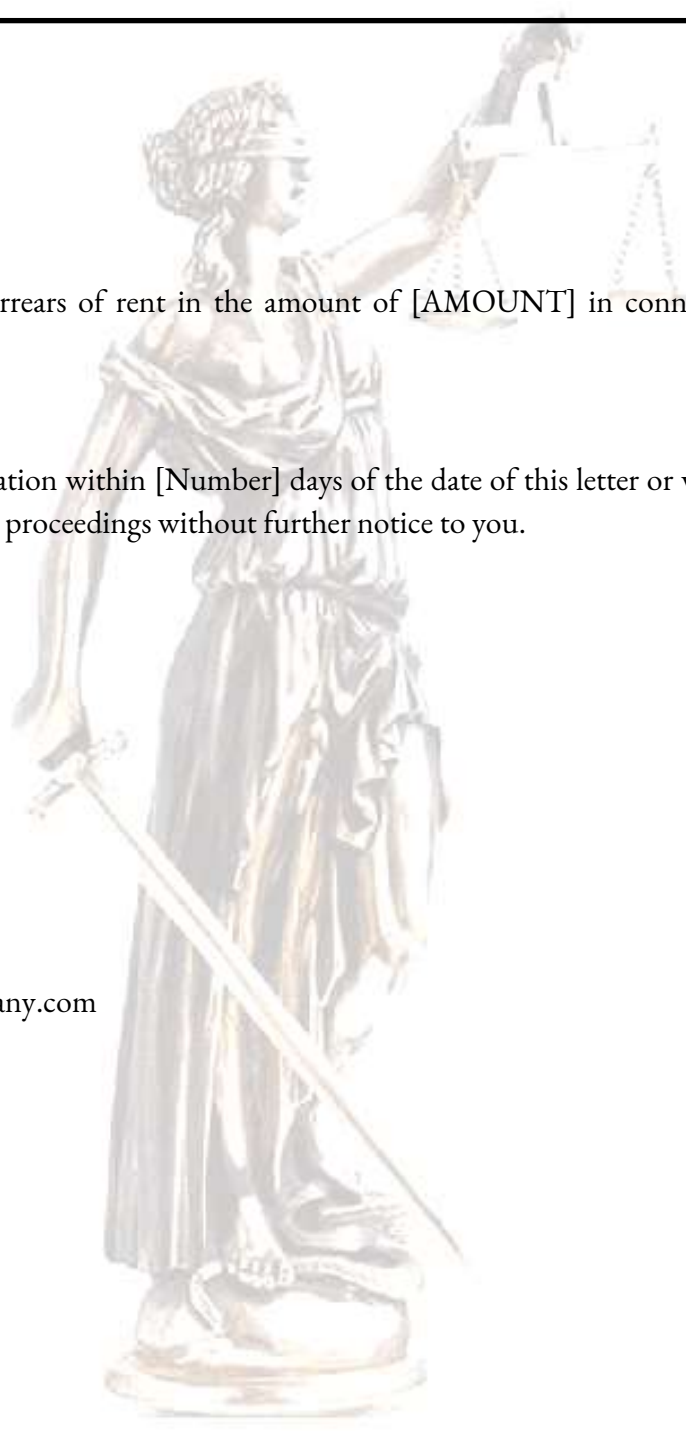 rrears of rent in the amount of [AMOUNT] in conn
ation within [Number] days of the date of this letter or
proceedings without further notice to you.
any.com